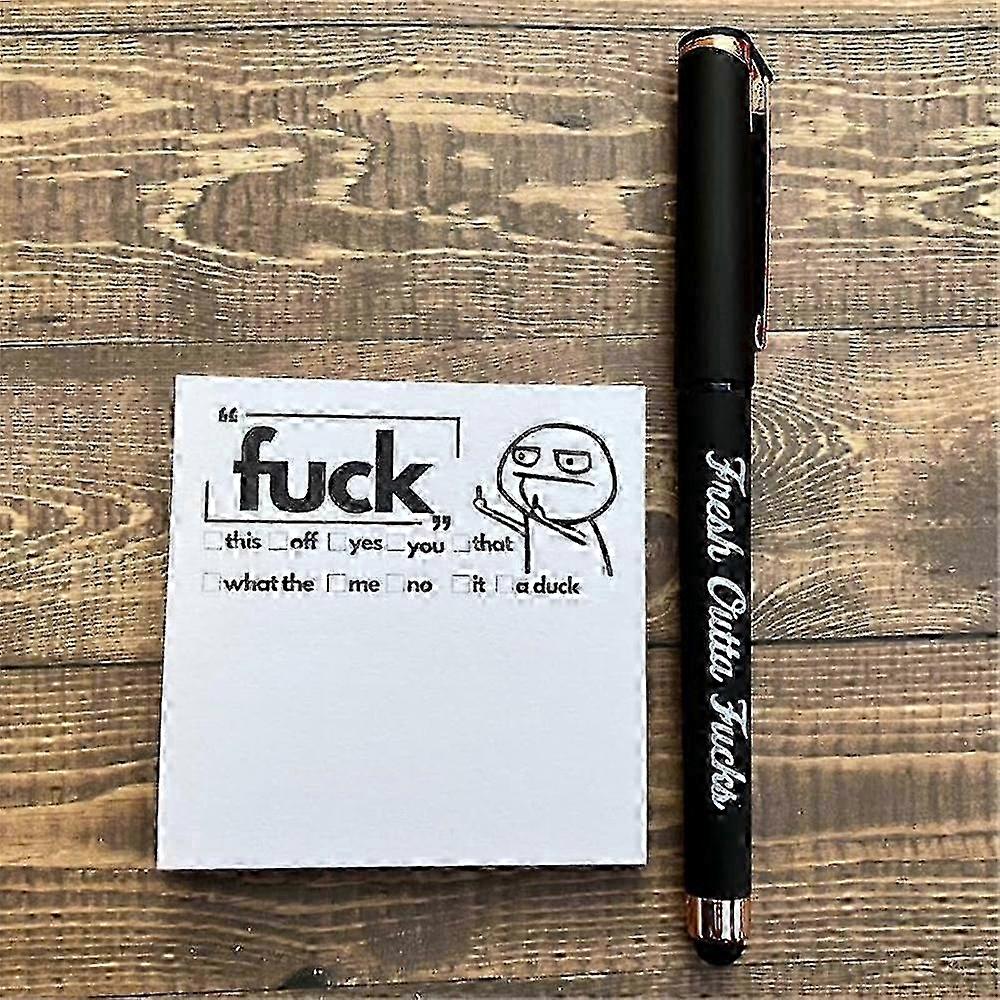 “fuck”
this off yes you that
what the me no it a duck
Fresh Outta Fucks